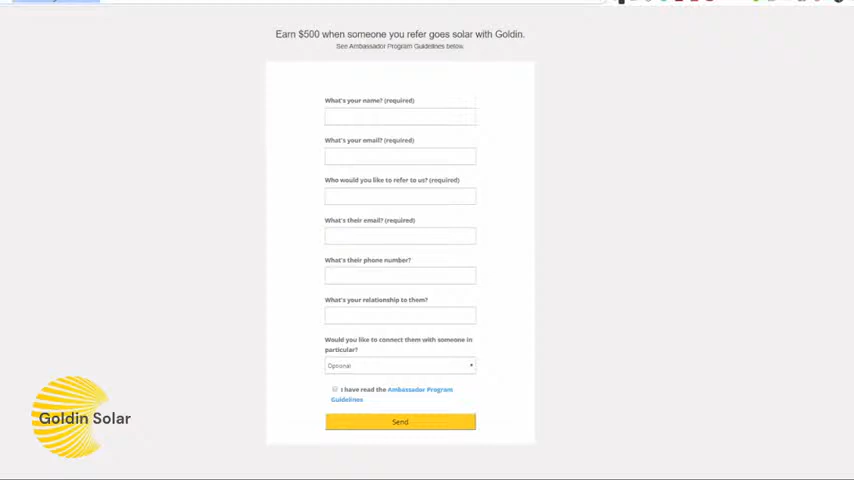 Earn $500 when someone you refer goes solar with Goldin.
See Ambassador Program Guidelines below.
What's your name? (required)
What's your email? (required)
Who would you like to refer to us? (required)
What's their email? (required)
What's their phone number?
What's your relationship to them?
Would you like to connect them with someone in
particular?
Optional
I have read the Ambassador Program
Guidelines
Send
Goldin Solar